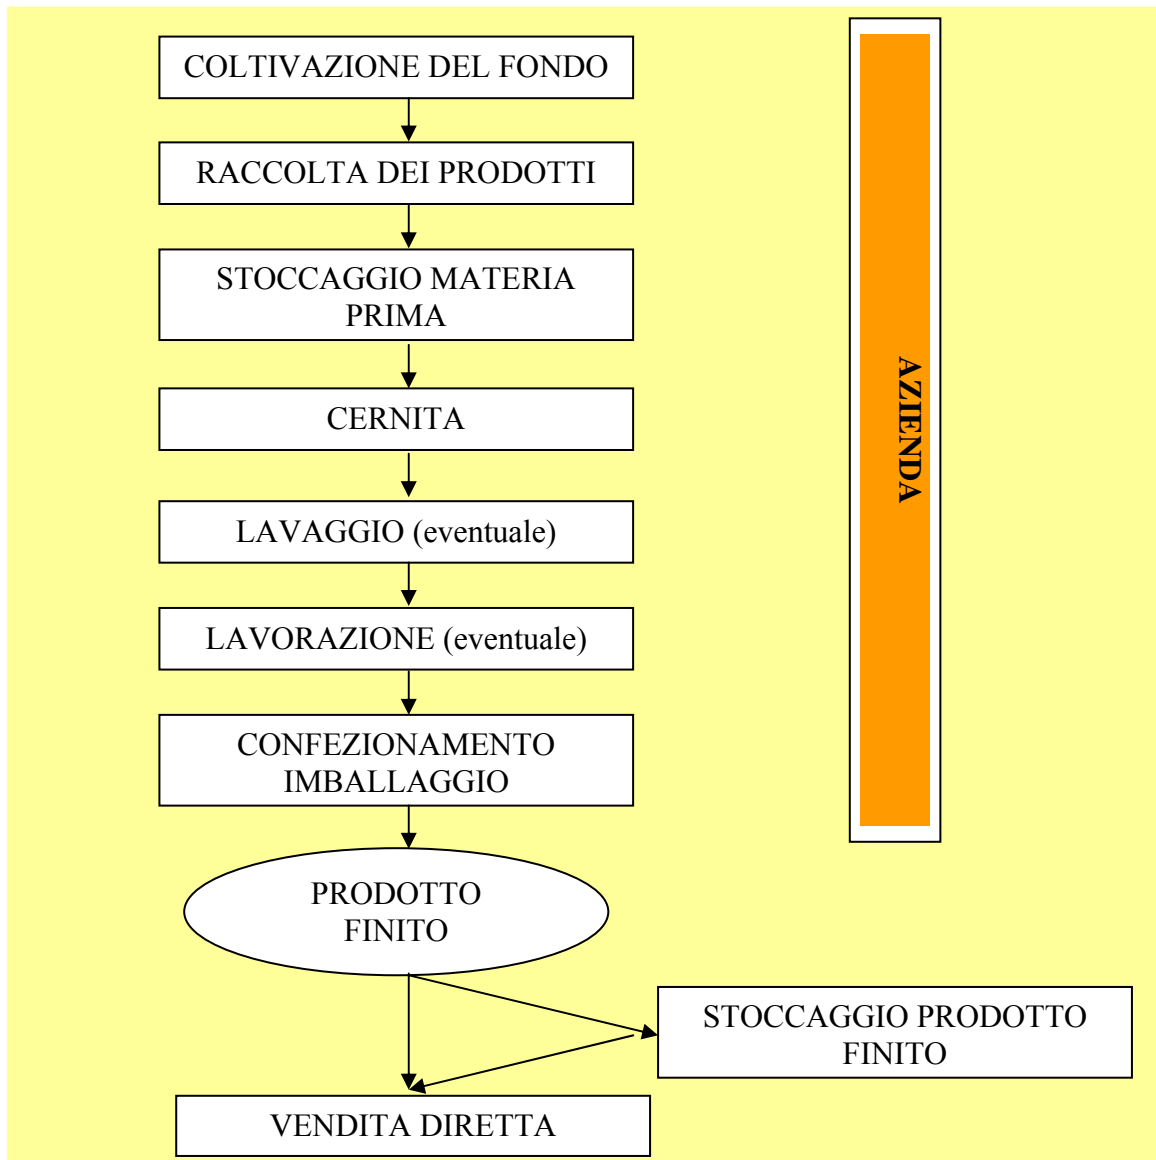 COLTIVAZIONE DEL FONDO
RACCOLTA DEI PRODOTTI
STOCCAGGIO MATERIA
PRIMA
CERNITA
LAVAGGIO (eventuale)
LAVORAZIONE (eventuale)
CONFEZIONAMENTO
IMBALLAGGIO
PRODOTTO
FINITO
STOCCAGGIO PRODOTTO
FINITO
VENDITA DIRETTA
AZIENDA